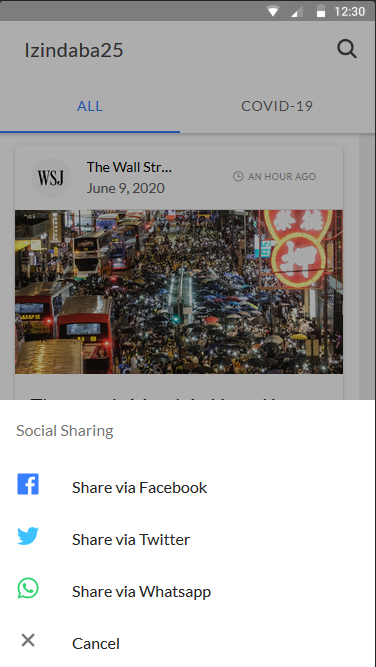 12:30
Izindaba25
ALL
COVID-19
WSJ
The Wall Str...
June 9, 2020
AN HOUR AGO
押
Social Sharing
Share via Facebook
Share via Twitter
Share via Whatsapp
Cancel